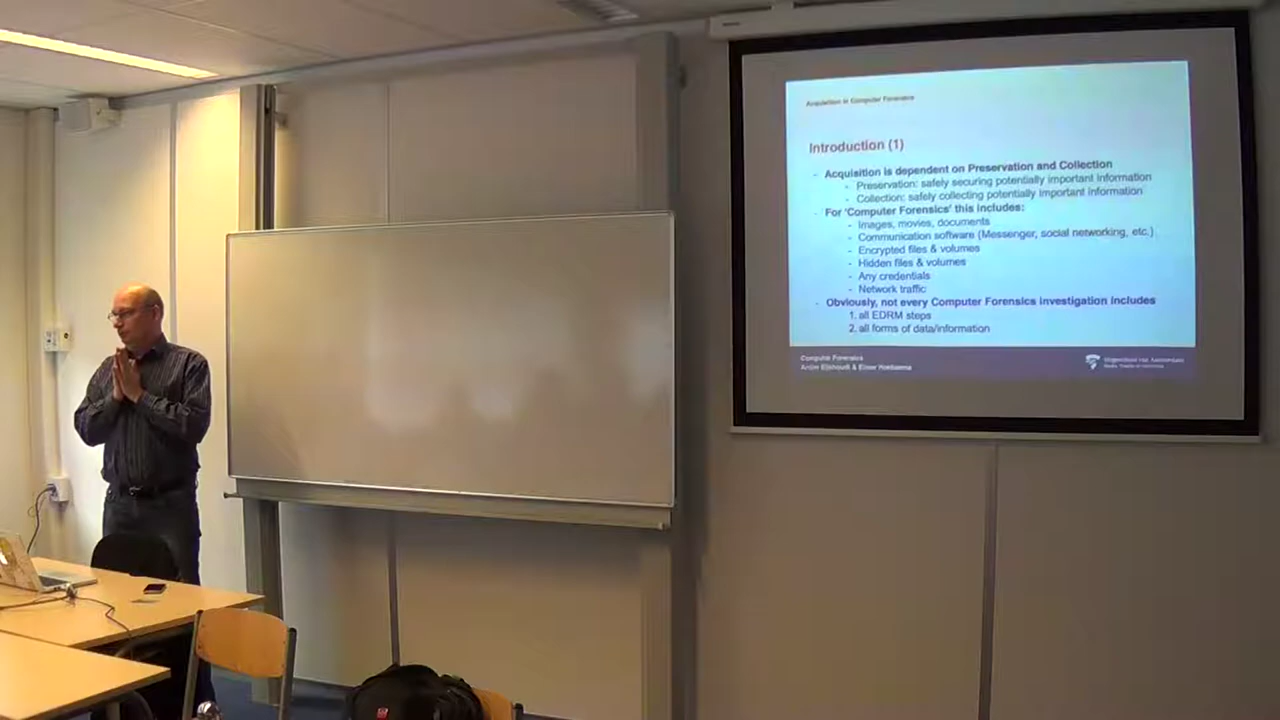 Acquisition in Computer Forensics
Introduction (1)
- Acquisition is dependent on Preservation and Collection
- Preservation: safely securing potentially important information
- Collection: safely collecting potentially important information
- For 'Computer Forensics' this includes:
- Images, movies, documents
- Communication software (Messenger, social networking, etc.)
- Encrypted files & volumes
- Hidden files & volumes
- Any credentials
- Network traffic
- Obviously, not every Computer Forensics investigation includes
1. all EDRM steps
2. all forms of data/information
Computer Forensics